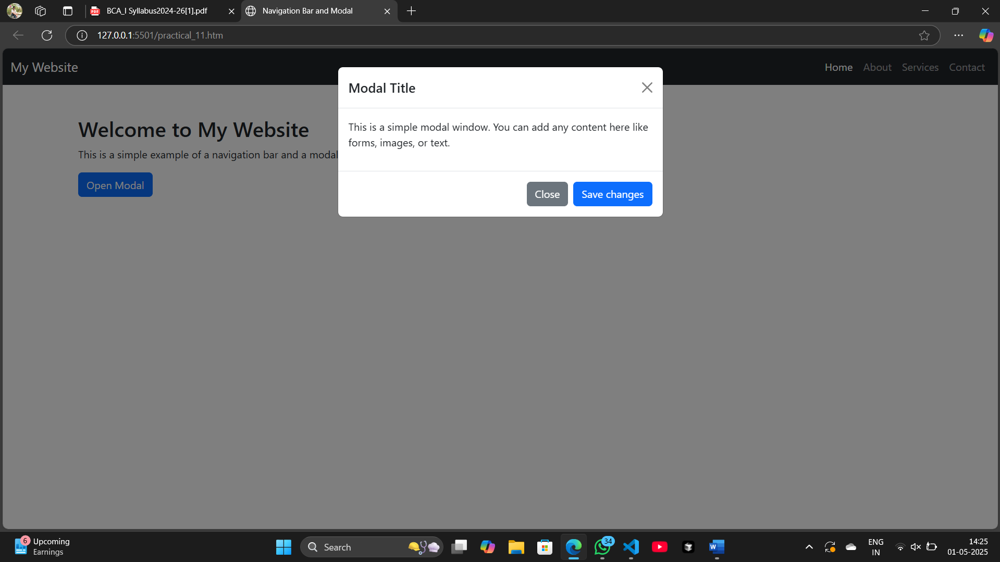 BCA_I Syllabus2024-26[1].pdf
Navigation Bar and Modal
127.0.0.1:5501/practical_11.htm
My Website
Home About Services Contact
Modal Title
This is a simple modal window. You can add any content here like
forms, images, or text.
Close Save changes
Welcome to My Website
This is a simple example of a navigation bar and a modal
Open Modal
6
Upcoming
Earnings
Search
34
ENG
IN
14:25
01-05-2025